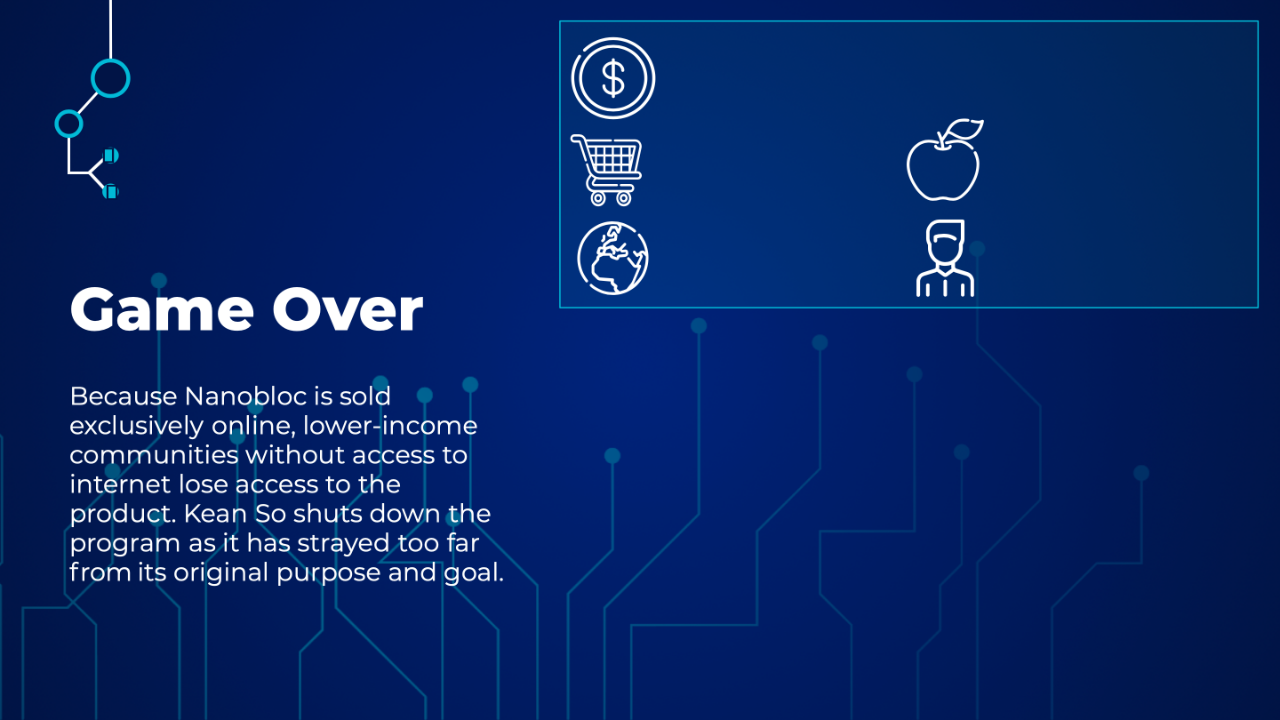 $
Game Over
Because Nanobloc is sold
exclusively online, lower-income
communities without access to
internet lose access to the
product. Kean So shuts down the
program as it has strayed too far
from its original purpose and goal.